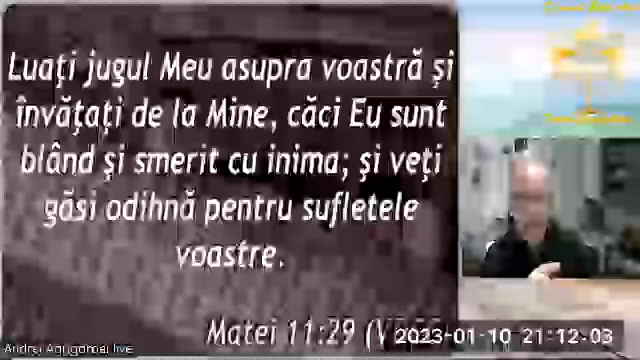 Luați jugul Meu asupra voastră și
învățați de la Mine, căci Eu sunt
blând și smerit cu inima; și veți
găsi odihnă pentru sufletele
voastre.
Matei 11:29 (V
2023-01-10 21:12:03
live